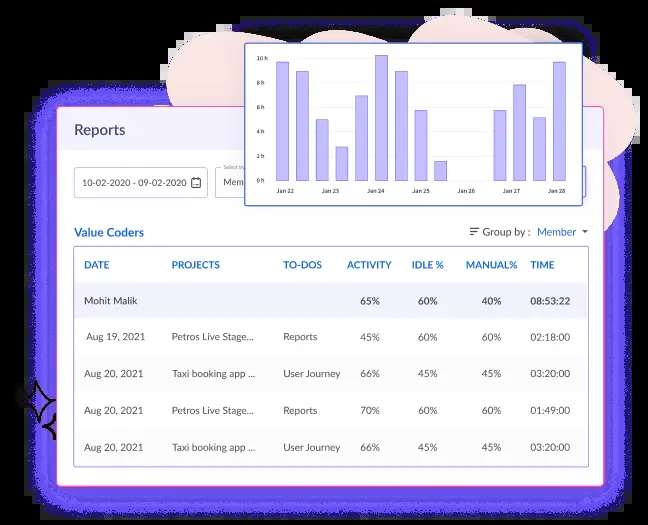 10 h
8 h
6 h
4 h
2 h
0 h
Jan 22 Jan 23 Jan 24 Jan 25 Jan 26 Jan 27 Jan 28
Reports
Select by
10-02-2020 - 09-02-2020 Mem
Value Coders Group by : Member
DATE PROJECTS TO-DOS ACTIVITY IDLE % MANUAL% TIME
Mohit Malik 65% 60% 40% 08:53:22
Aug 19, 2021 Petros Live Stage... Reports 45% 60% 60% 02:18:00
Aug 20, 2021 Taxi booking app ... User Journey 66% 45% 45% 03:20:00
Aug 20, 2021 Petros Live Stage... Reports 70% 60% 60% 01:49:00
Aug 20, 2021 Taxi booking app ... User Journey 66% 45% 45% 03:20:00